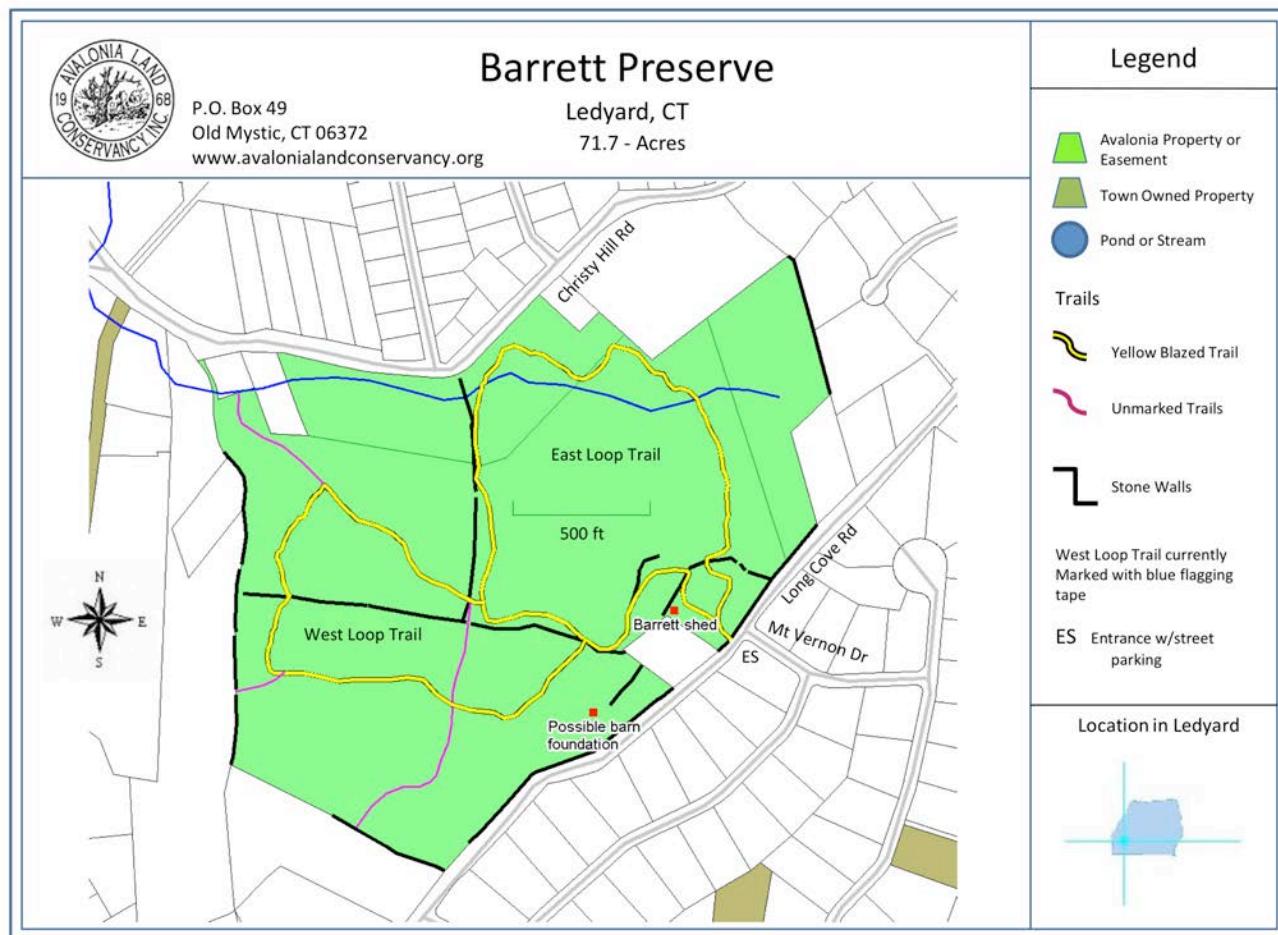 AVALONIA LAND
CONSERVANCY, INC.
19 68
P.O. Box 49
Old Mystic, CT 06372
www.avalonialandconservancy.org
Barrett Preserve
Ledyard, CT
71.7 - Acres
Christy Hill Rd
East Loop Trail
500 ft
West Loop Trail
Barrett shed
Long Cove Rd
Mt Vernon Dr
ES
Possible barn
foundation
N
W E
S
Legend
Avalonia Property or
Easement
Town Owned Property
Pond or Stream
Trails
Yellow Blazed Trail
Unmarked Trails
Stone Walls
West Loop Trail currently
Marked with blue flagging
tape
ES Entrance w/street
parking
Location in Ledyard